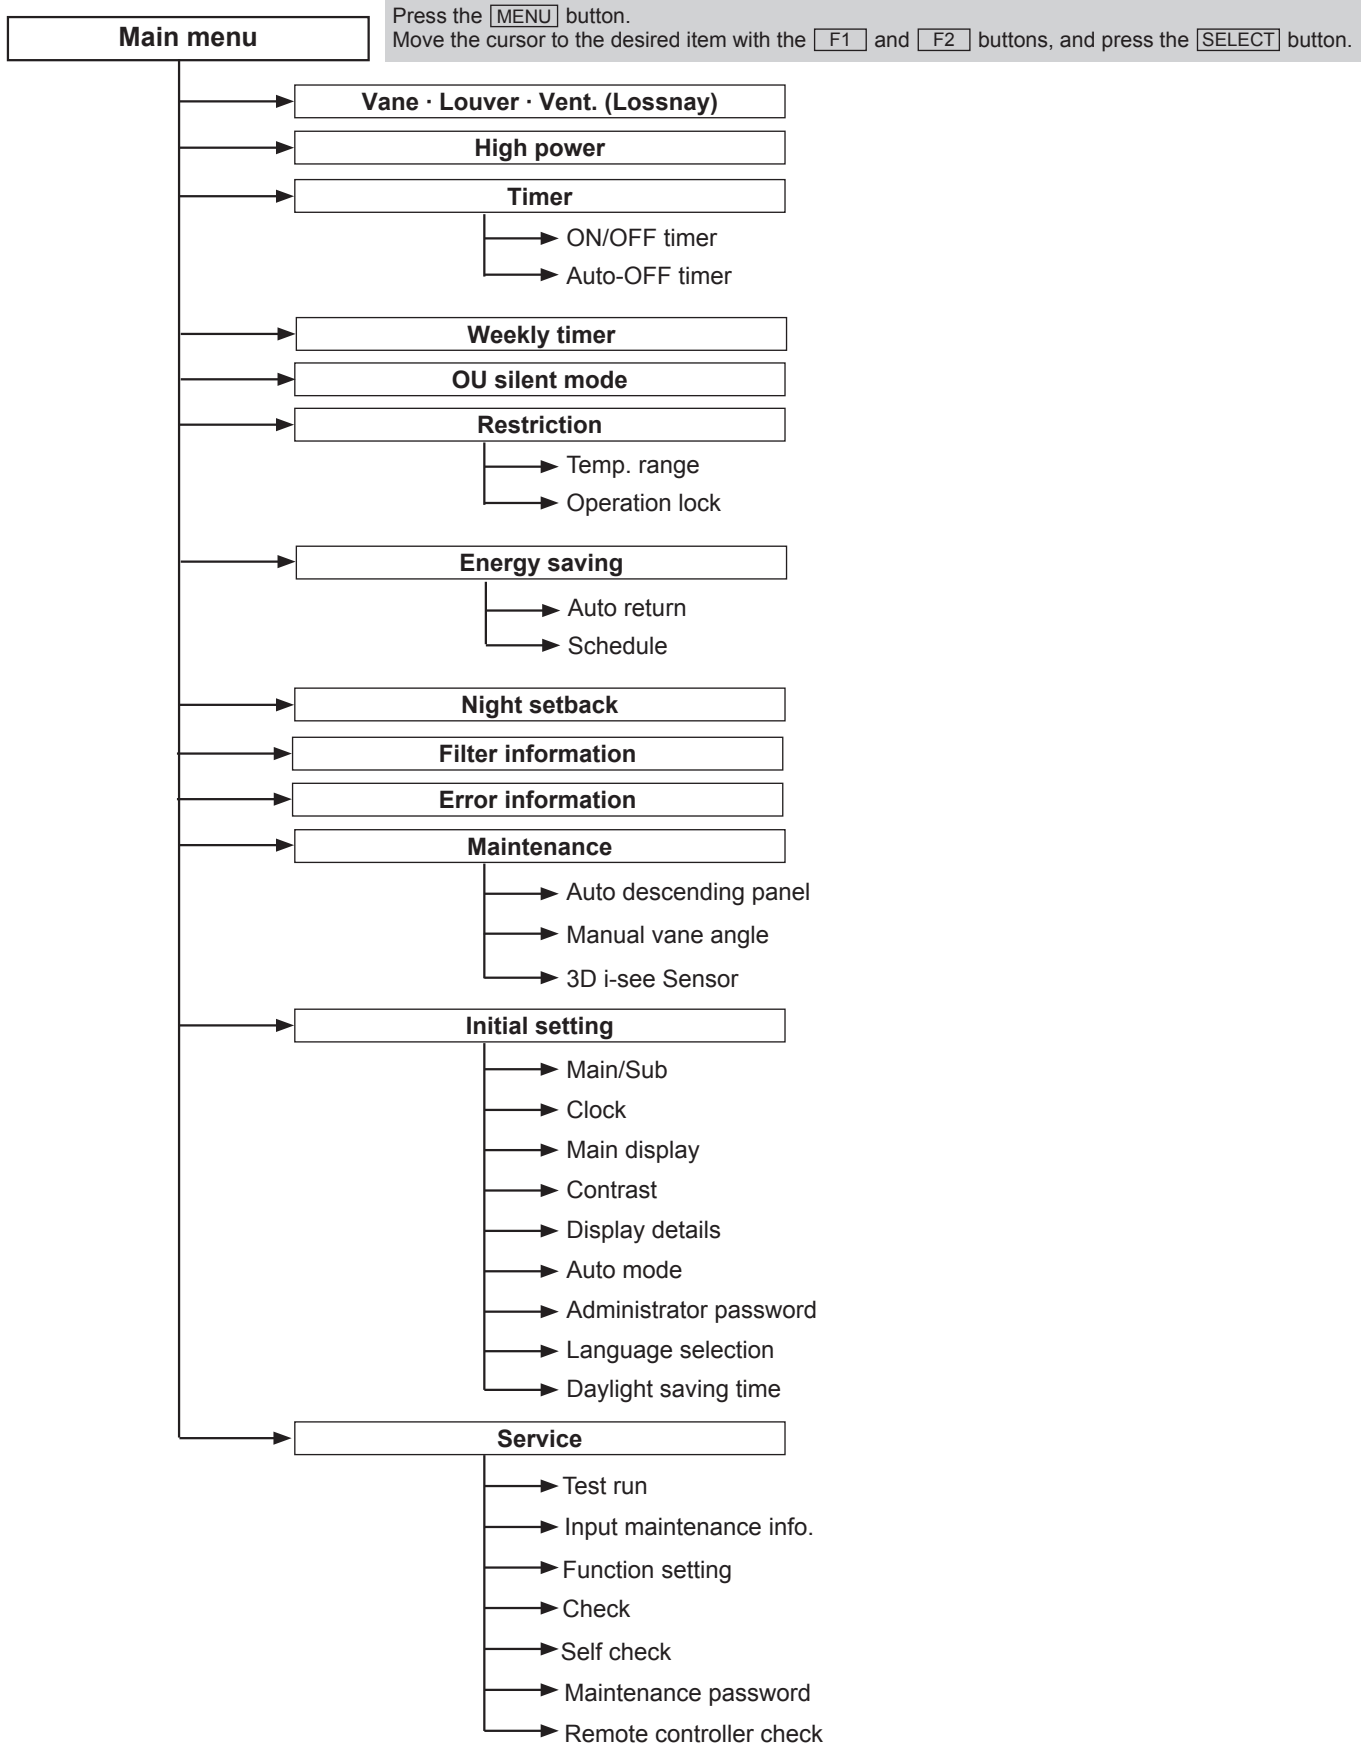 Main menu
Press the MENU button.
Move the cursor to the desired item with the F1 and F2 buttons, and press the SELECT button.
Vane · Louver · Vent. (Lossnay)
High power
Timer
ON/OFF timer
Auto-OFF timer
Weekly timer
OU silent mode
Restriction
Temp. range
Operation lock
Energy saving
Auto return
Schedule
Night setback
Filter information
Error information
Maintenance
Auto descending panel
Manual vane angle
3D i-see Sensor
Initial setting
Main/Sub
Clock
Main display
Contrast
Display details
Auto mode
Administrator password
Language selection
Daylight saving time
Service
Test run
Input maintenance info.
Function setting
Check
Self check
Maintenance password
Remote controller check